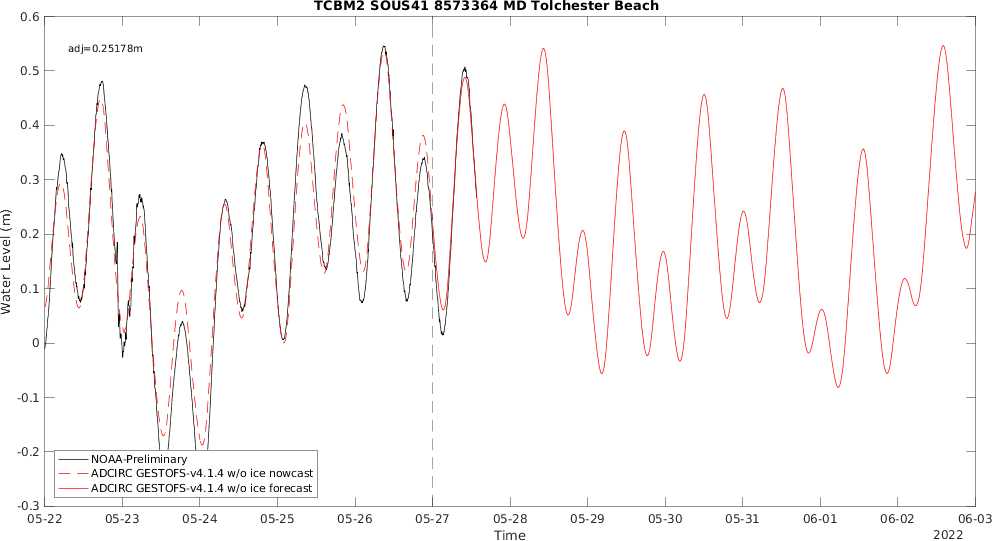 TCBM2 SOUS41 8573364 MD Tolchester Beach
adj=0.25178m
Water Level (m)
0.6
0.5
0.4
0.3
0.2
0.1
0
-0.1
-0.2
-0.3
NOAA-Preliminary
ADCIRC GESTOFS-v4.1.4 w/o ice nowcast
ADCIRC GESTOFS-v4.1.4 w/o ice forecast
05-22 05-23 05-24 05-25 05-26 05-27 05-28 05-29 05-30 05-31 06-01 06-02 06-03
Time
2022